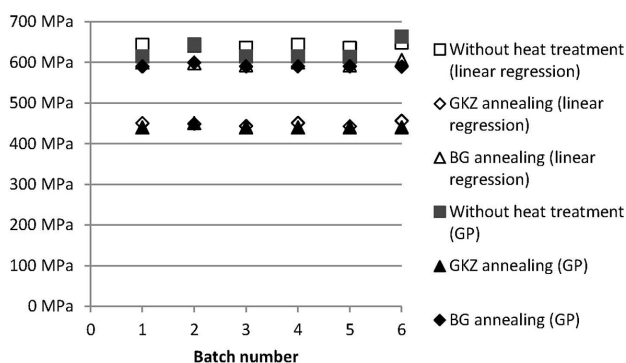 700 MPa
600 MPa
500 MPa
400 MPa
300 MPa
200 MPa
100 MPa
0 MPa
0
1
2
3
4
5
6
Batch number
Without heat treatment
(linear regression)
GKZ annealing (linear
regression)
BG annealing (linear
regression)
Without heat treatment
(GP)
GKZ annealing (GP)
BG annealing (GP)